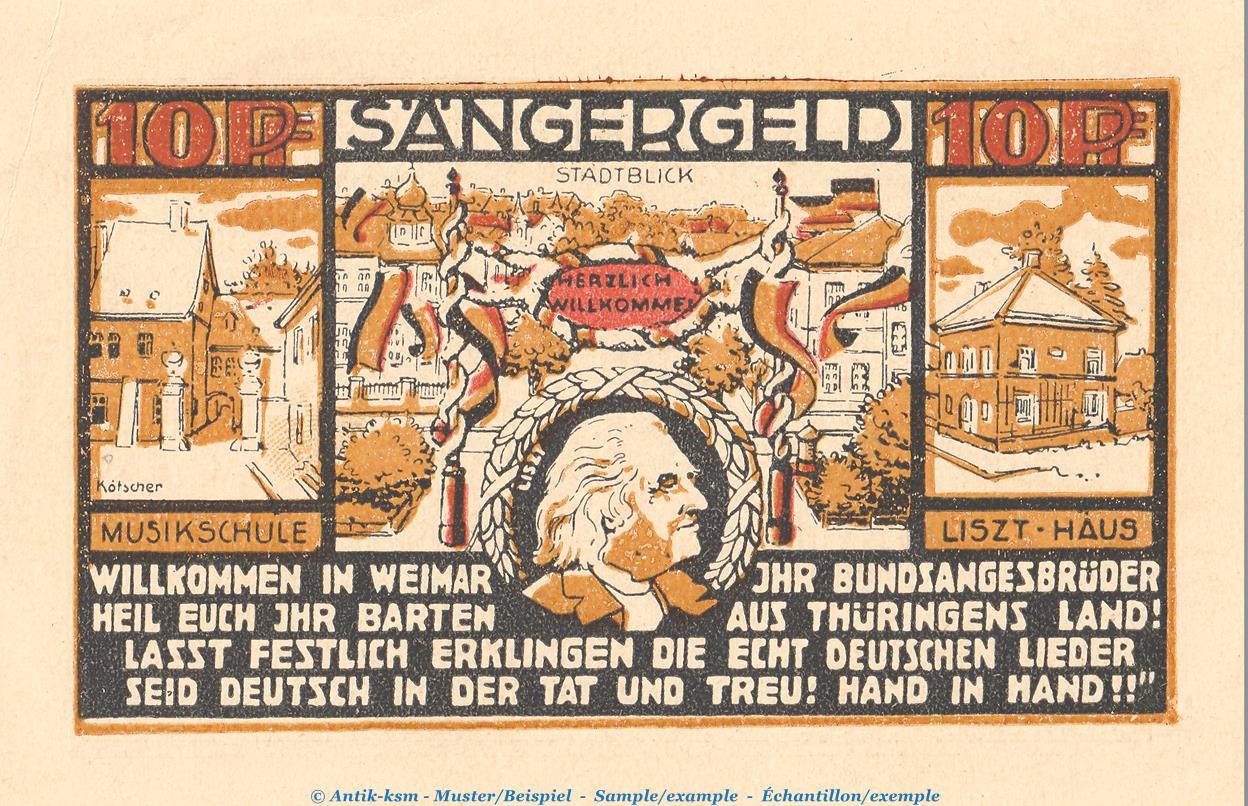 10 PF SÄNGERGELD 10 PF
STADTBLICK
HERZLICH
WILLKOMME
LISZT
Kötscher
MUSIKSCHULE
LISZT-HAUS
WILLKOMMEN IN WEIMAR JHR BUNDSANGESBRÜDER
HEIL EUCH JHR BARTEN AUS THÜRINGENS LAND!
LASST FESTLICH ERKLINGEN DIE ECHT DEUTSCHEN LIEDER
SEID DEUTSCH IN DER TAT UND TREU! HAND IN HAND!!"
© Antik-ksm - Muster/Beispiel - Sample/example - Échantillon/exemple